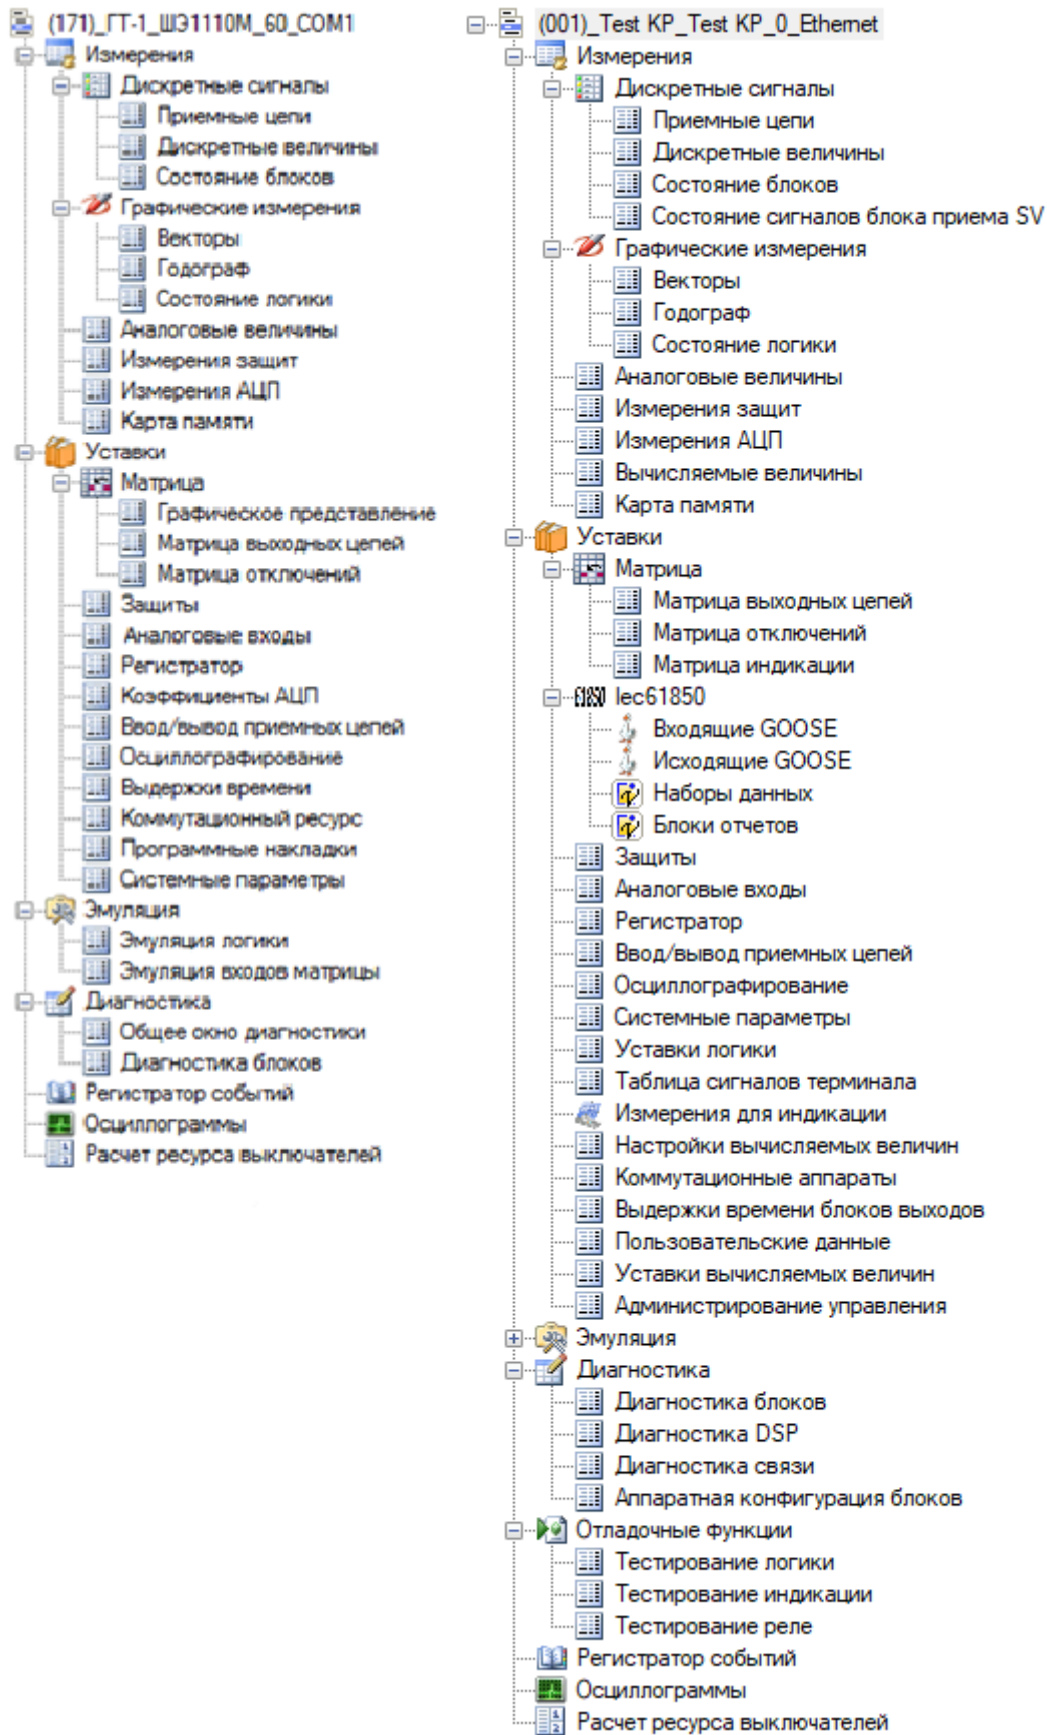 (171)_ГТ-1_ШЭ1110М_60_COM1
Измерения
Дискретные сигналы
Приемные цепи
Дискретные величины
Состояние блоков
Графические измерения
Векторы
Годограф
Состояние логики
Аналоговые величины
Измерения защит
Измерения АЦП
Карта памяти
Уставки
Матрица
Графическое представление
Матрица выходных цепей
Матрица отключений
Защиты
Аналоговые входы
Регистратор
Коэффициенты АЦП
Ввод/вывод приемных цепей
Осциллографирование
Выдержки времени
Коммутационный ресурс
Программные накладки
Системные параметры
Эмуляция
Эмуляция логики
Эмуляция входов матрицы
Диагностика
Общее окно диагностики
Диагностика блоков
Регистратор событий
Осциллограммы
Расчет ресурса выключателей
(001)_Test KP_Test KP_0_Ethernet
Измерения
Дискретные сигналы
Приемные цепи
Дискретные величины
Состояние блоков
Состояние сигналов блока приема SV
Графические измерения
Векторы
Годограф
Состояние логики
Аналоговые величины
Измерения защит
Измерения АЦП
Вычисляемые величины
Карта памяти
Уставки
Матрица
Матрица выходных цепей
Матрица отключений
Матрица индикации
61850 Iec61850
Входящие GOOSE
Исходящие GOOSE
Наборы данных
Блоки отчетов
Защиты
Аналоговые входы
Регистратор
Ввод/вывод приемных цепей
Осциллографирование
Системные параметры
Уставки логики
Таблица сигналов терминала
Измерения для индикации
Настройки вычисляемых величин
Коммутационные аппараты
Выдержки времени блоков выходов
Пользовательские данные
Уставки вычисляемых величин
Администрирование управления
Эмуляция
Диагностика
Диагностика блоков
Диагностика DSP
Диагностика связи
Аппаратная конфигурация блоков
Отладочные функции
Тестирование логики
Тестирование индикации
Тестирование реле
Регистратор событий
Осциллограммы
Расчет ресурса выключателей